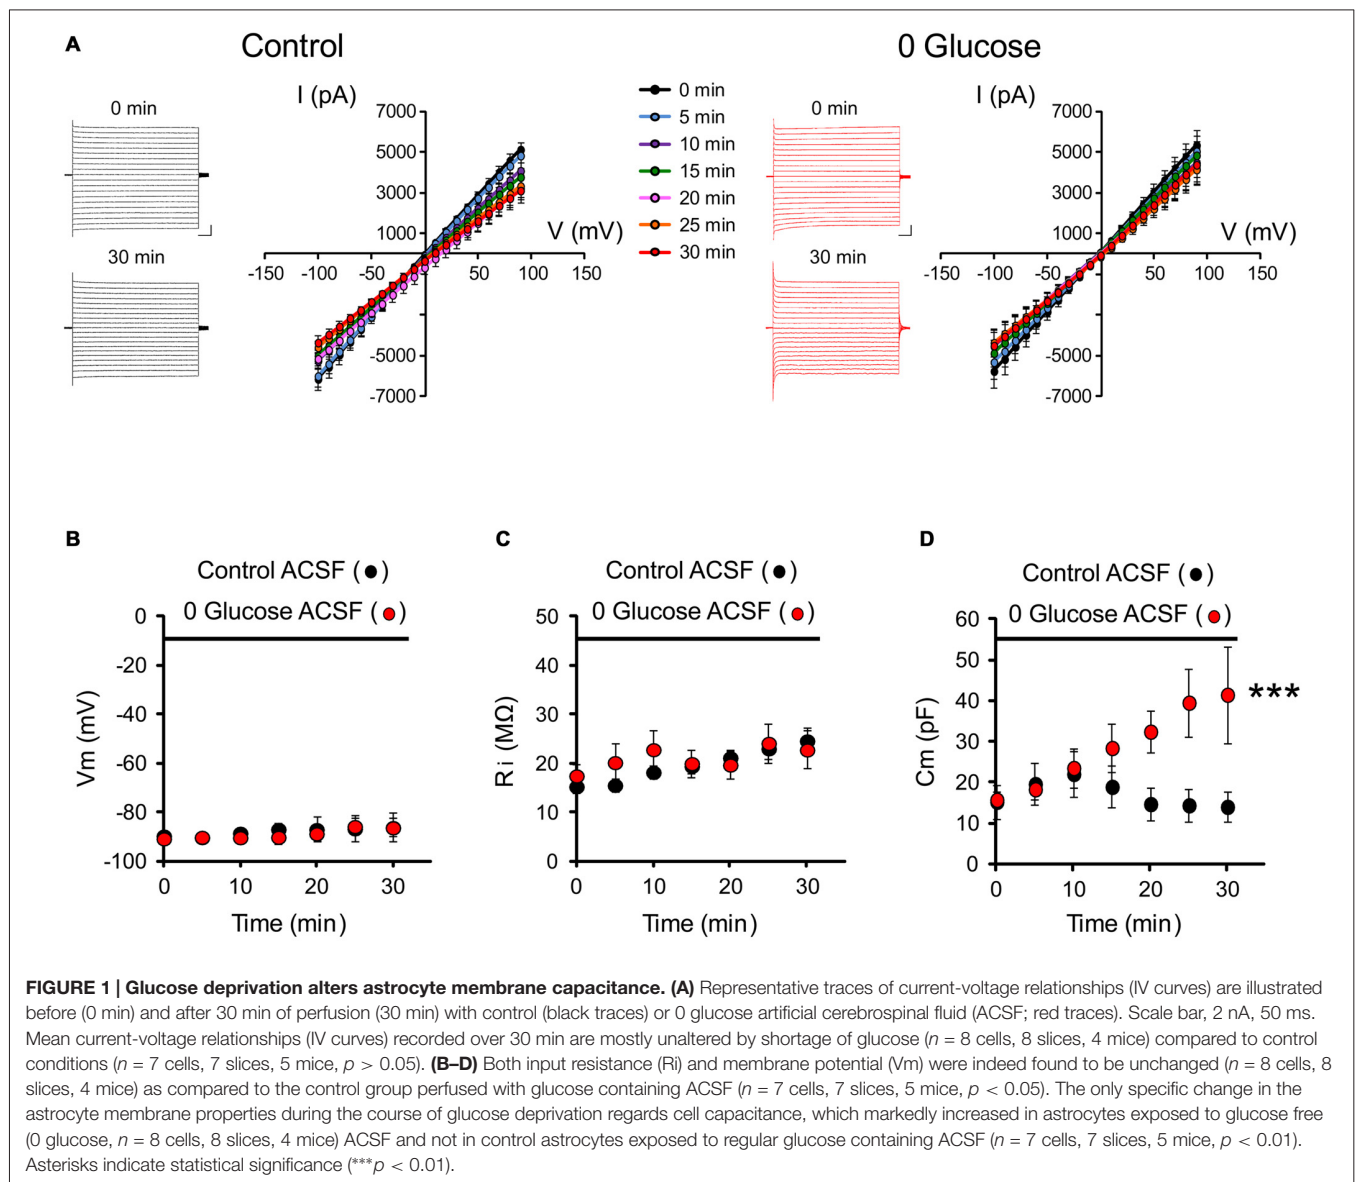 A
Control
0 Glucose
I (pA)
0 min
30 min
7000
5000
3000
1000
-5000
-7000
-150
-100
-50
50
100
150
V (mV)
0 min
5 min
10 min
15 min
20 min
25 min
30 min
0 min
30 min
I (pA)
7000
5000
3000
1000
-5000
-7000
-150
-100
-50
50
100
150
V (mV)
B
Control ACSF (●)
0 Glucose ACSF (●)
Vm (mV)
0
-20
-40
-60
-80
-100
0
10
20
30
Time (min)
C
Control ACSF (●)
0 Glucose ACSF (●)
Ri (MΩ)
50
40
30
20
10
0
0
10
20
30
Time (min)
D
Control ACSF (●)
0 Glucose ACSF (●)
Cm (pF)
60
50
40
30
20
10
0
***
0
10
20
30
Time (min)
FIGURE 1 | Glucose deprivation alters astrocyte membrane capacitance. (A) Representative traces of current-voltage relationships (IV curves) are illustrated
before (0 min) and after 30 min of perfusion (30 min) with control (black traces) or 0 glucose artificial cerebrospinal fluid (ACSF; red traces). Scale bar, 2 nA, 50 ms.
Mean current-voltage relationships (IV curves) recorded over 30 min are mostly unaltered by shortage of glucose (n = 8 cells, 8 slices, 4 mice) compared to control
conditions (n = 7 cells, 7 slices, 5 mice, p > 0.05). (B–D) Both input resistance (Ri) and membrane potential (Vm) were indeed found to be unchanged (n = 8 cells, 8
slices, 4 mice) as compared to the control group perfused with glucose containing ACSF (n = 7 cells, 7 slices, 5 mice, p < 0.05). The only specific change in the
astrocyte membrane properties during the course of glucose deprivation regards cell capacitance, which markedly increased in astrocytes exposed to glucose free
(0 glucose, n = 8 cells, 8 slices, 4 mice) ACSF and not in control astrocytes exposed to regular glucose containing ACSF (n = 7 cells, 7 slices, 5 mice, p < 0.01).
Asterisks indicate statistical significance (***p < 0.01).